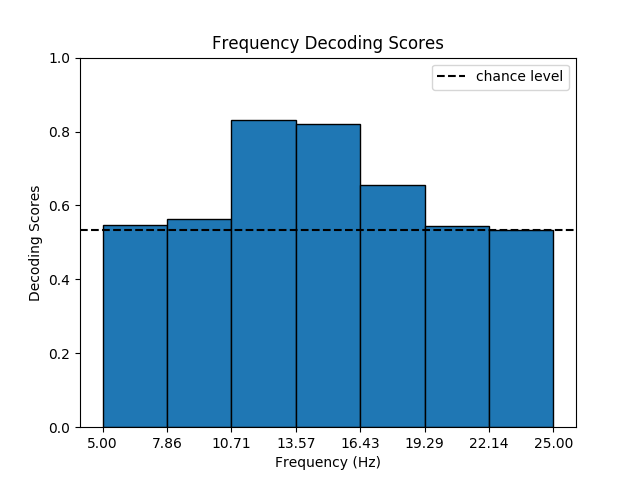 Frequency Decoding Scores
chance level
1.0
0.8
0.6
0.4
0.2
0.0
Decoding Scores
5.00 7.86 10.71 13.57 16.43 19.29 22.14 25.00
Frequency (Hz)